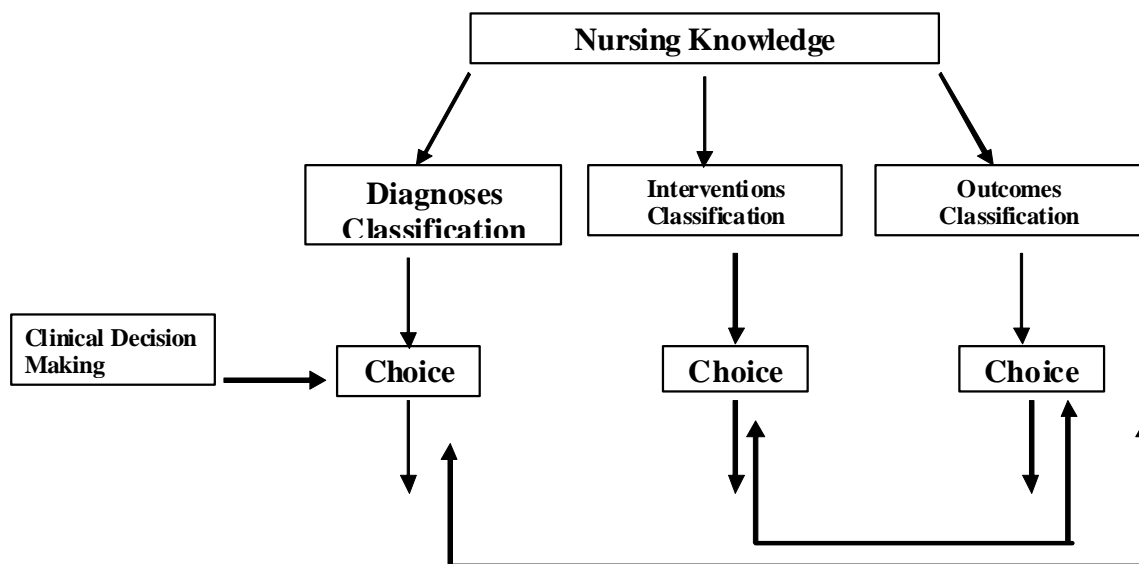 Nursing Knowledge
Diagnoses
Classification
Interventions
Classification
Outcomes
Classification
Clinical Decision
Making
Choice
Choice
Choice